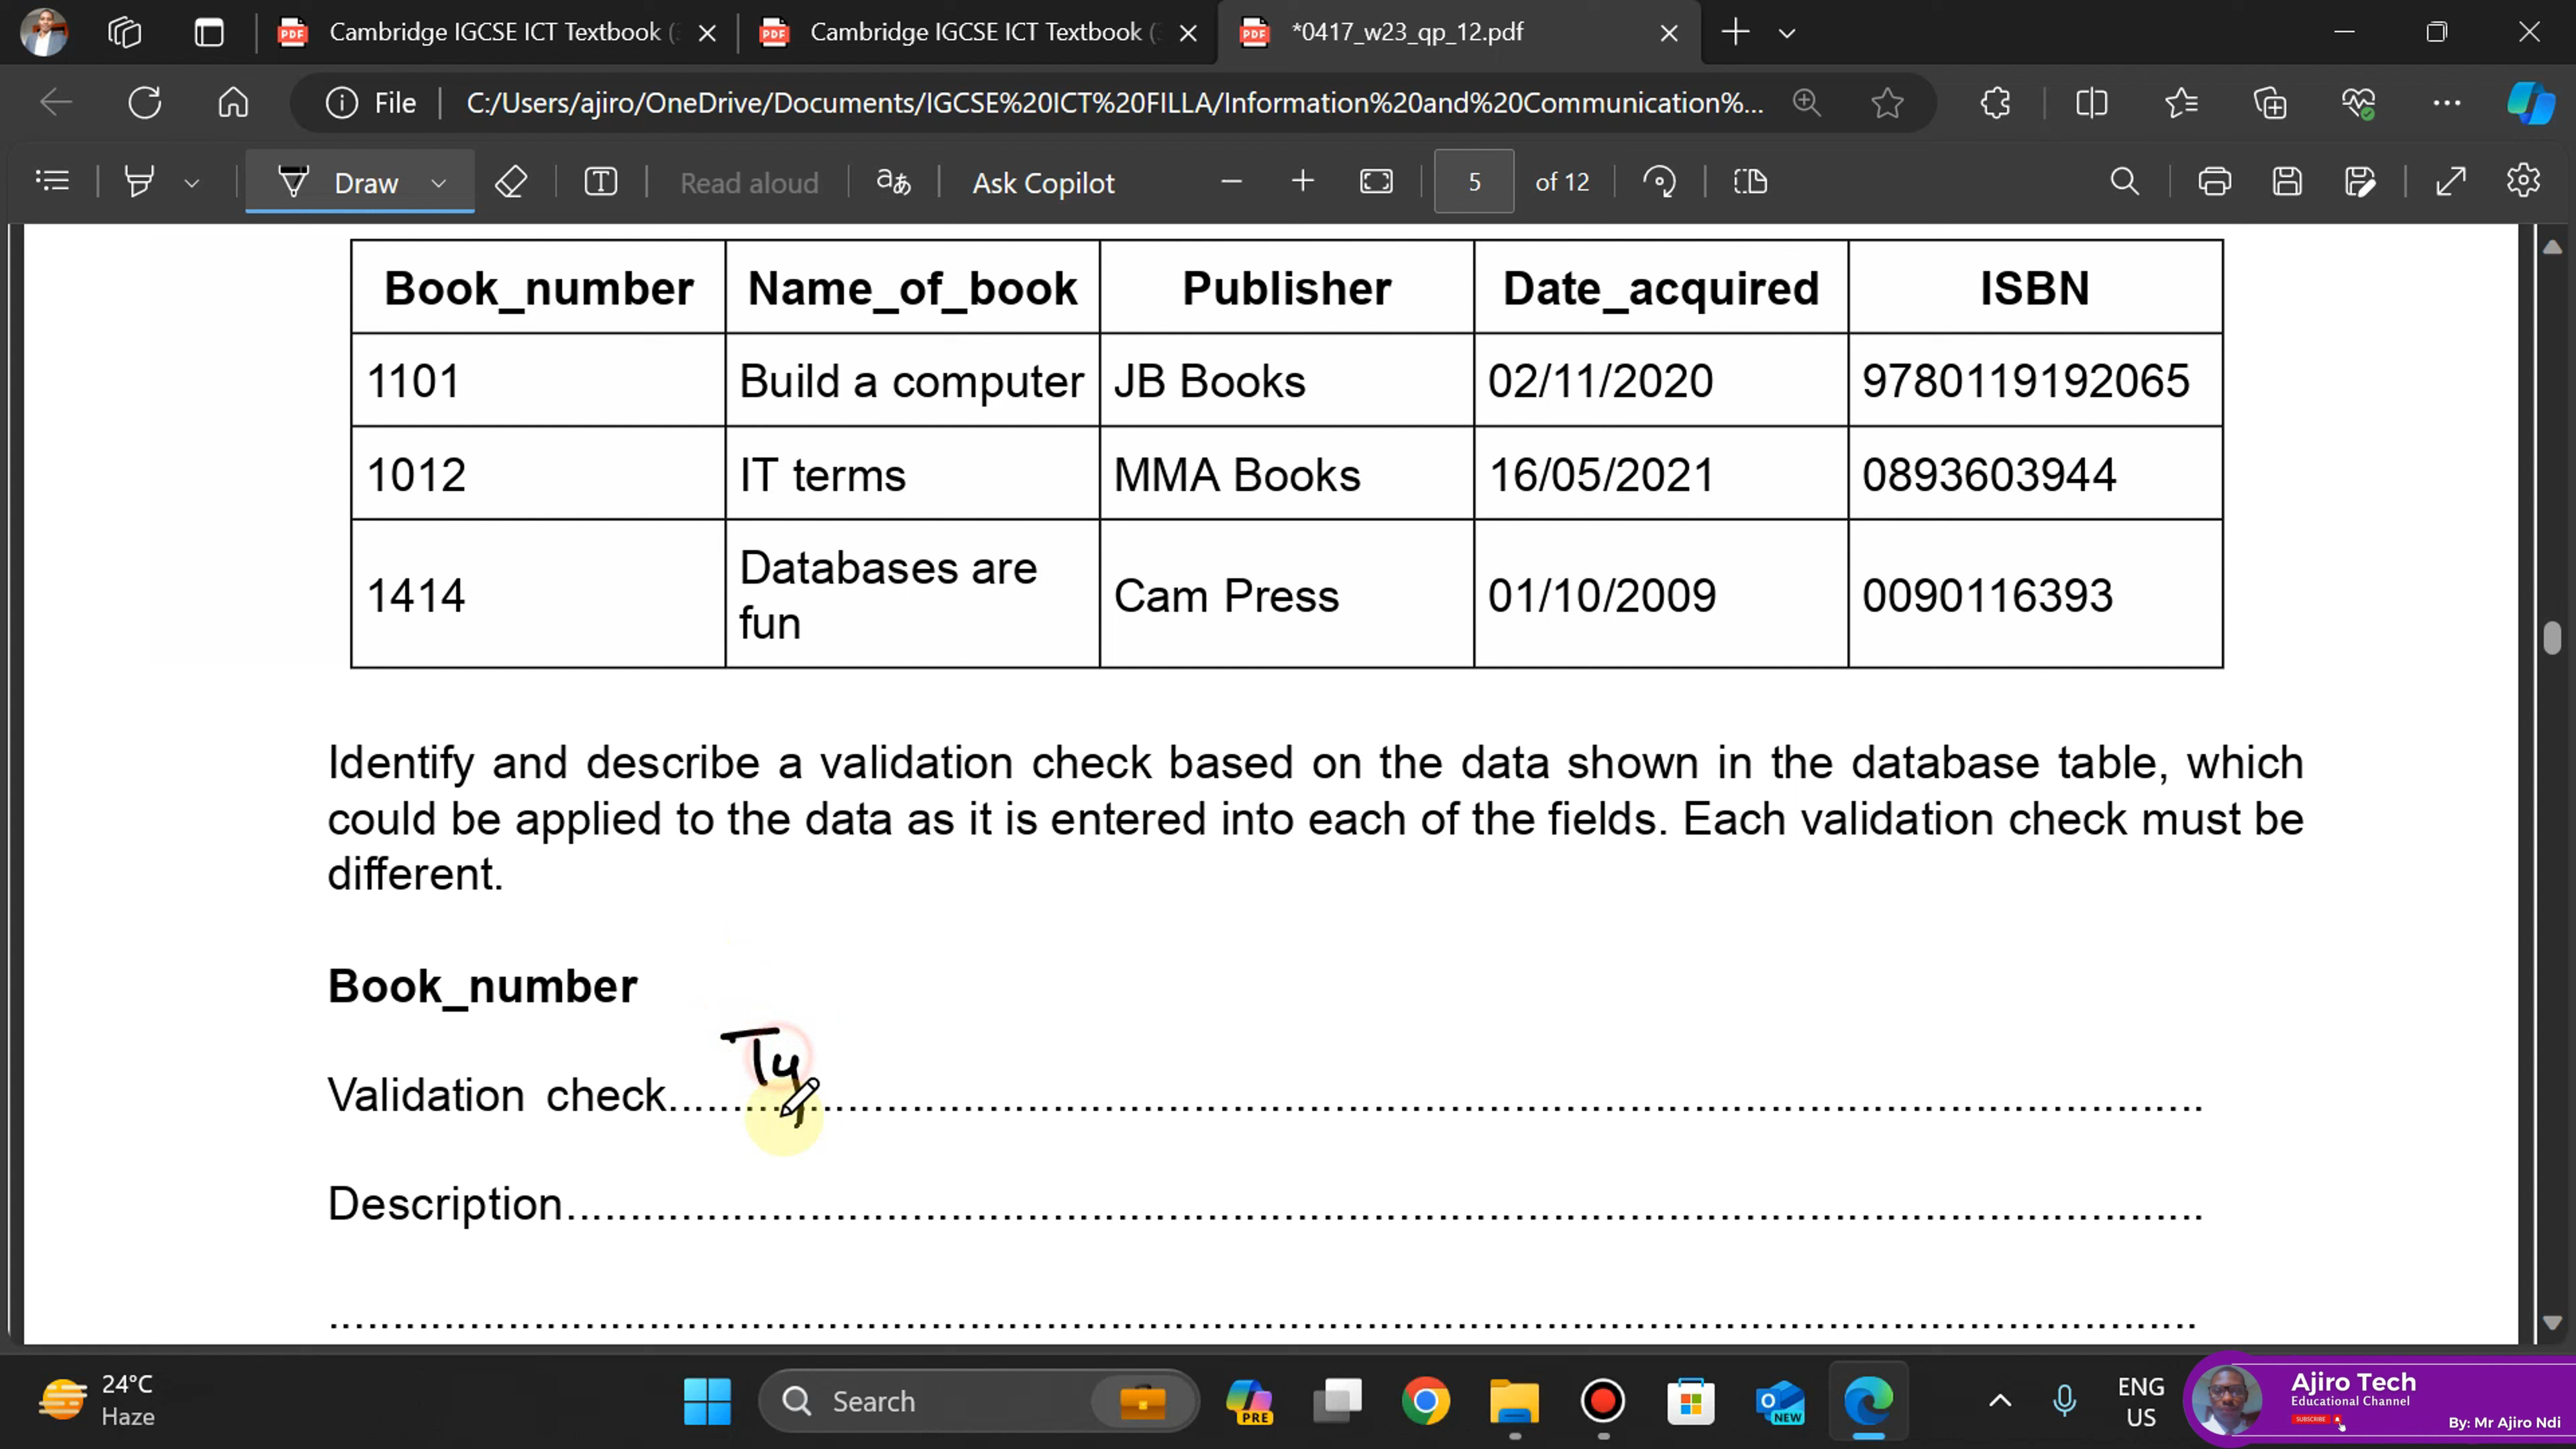 Cambridge IGCSE ICT Textbook (
Cambridge IGCSE ICT Textbook (
*0417_w23_qp_12.pdf
File
C:/Users/ajiro/OneDrive/Documents/IGCSE%20ICT%20FILLA/Information%20and%20Communication%...
Draw
Read aloud
aあ
Ask Copilot
5 of 12
Book_number Name_of_book Publisher Date_acquired ISBN
1101 Build a computer JB Books 02/11/2020 9780119192065
1012 IT terms MMA Books 16/05/2021 0893603944
1414 Databases are fun Cam Press 01/10/2009 0090116393
Identify and describe a validation check based on the data shown in the database table, which
could be applied to the data as it is entered into each of the fields. Each validation check must be
different.
Book_number
Ty
Validation check
Description
24°C
Haze
Search
PRE
NEW
ENG
US
Ajiro Tech
Educational Channel
SUBSCRIBE
By: Mr Ajiro Ndi